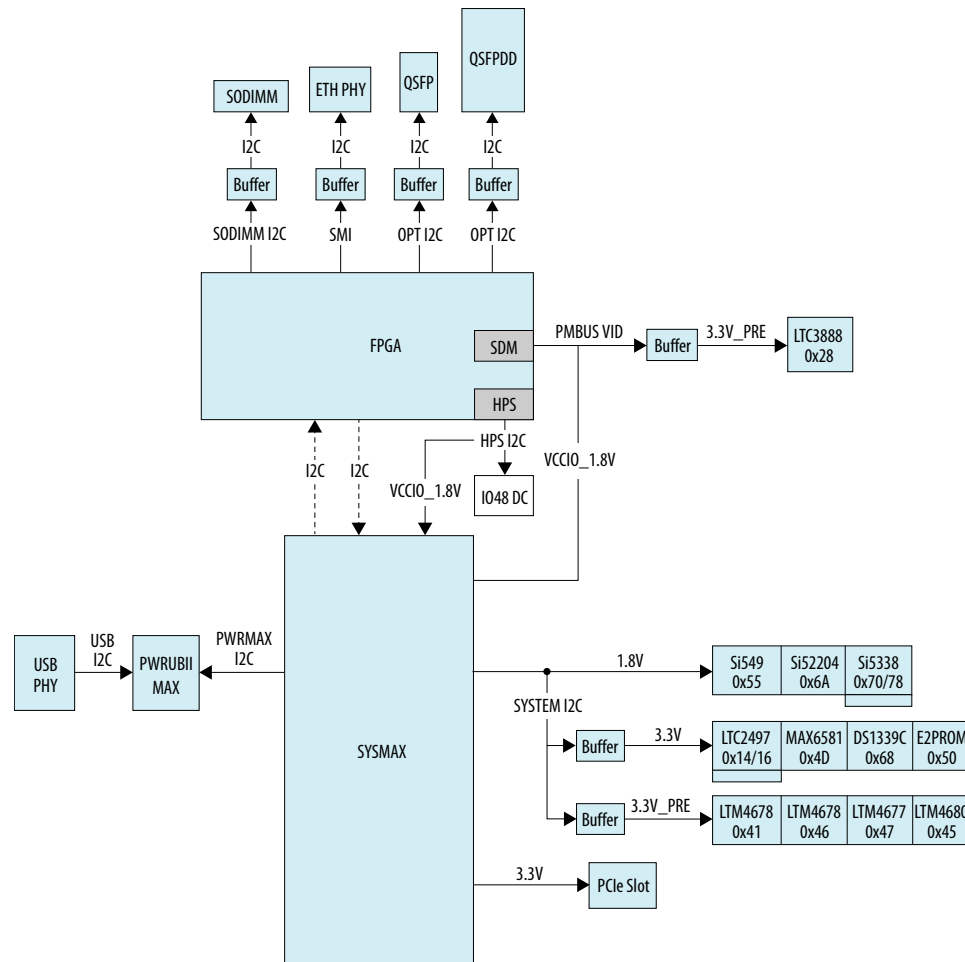 QSFPDD
ETH PHY
QSFP
SODIMM
I2C
I2C
I2C
I2C
Buffer
Buffer
Buffer
Buffer
SODIMM I2C
SMI
OPT I2C
OPT I2C
FPGA
SDM
PMBUS VID
Buffer
3.3V_PRE
LTC3888
0x28
HPS
HPS I2C
I2C
I2C
VCCIO_1.8V
VCCIO_1.8V
IO48 DC
USB
I2C
PWRMAX
I2C
USB
PHY
PWRUBII
MAX
SYSMAX
1.8V
Si549
0x55
Si52204
0x6A
Si5338
0x70/78
SYSTEM I2C
Buffer
3.3V
LTC2497
0x14/16
MAX6581
0x4D
DS1339C
0x68
E2PROM
0x50
Buffer
3.3V_PRE
LTM4678
0x41
LTM4678
0x46
LTM4677
0x47
LTM4680
0x45
3.3V
PCIe Slot